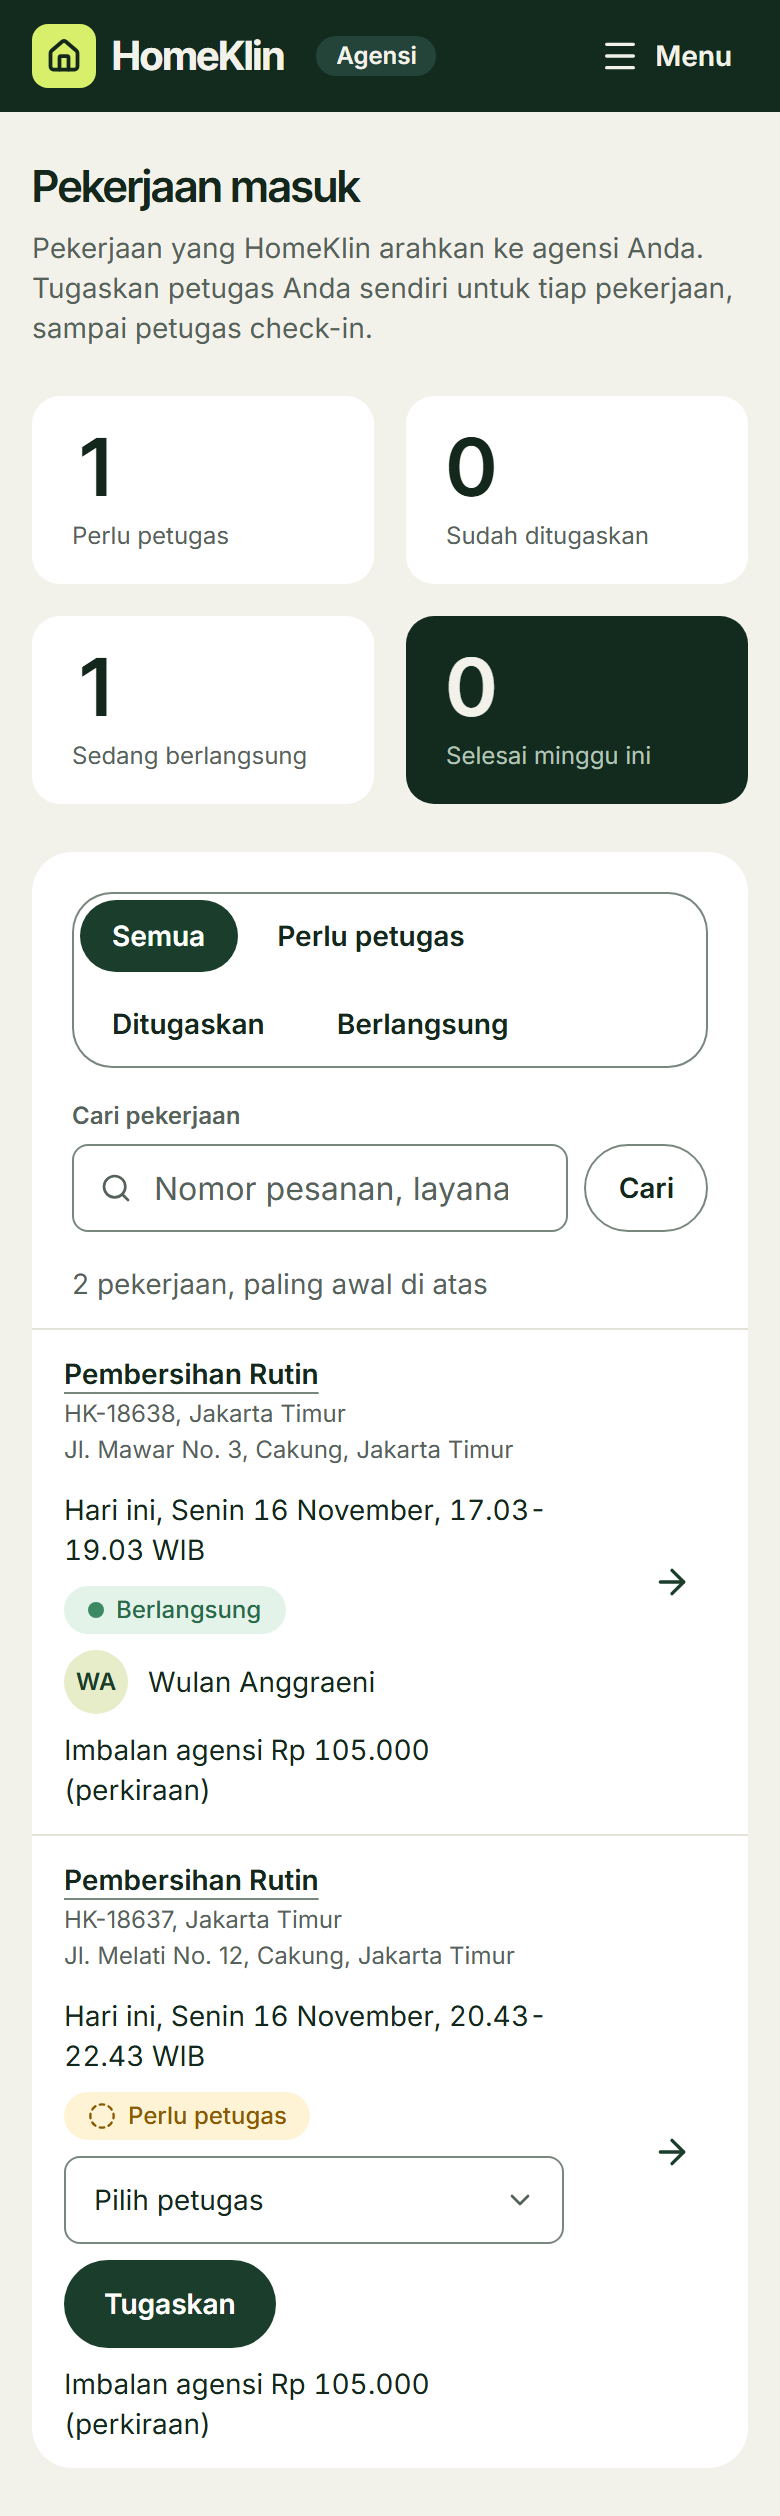 HomeKlin
Agensi
Menu
Pekerjaan masuk
Pekerjaan yang HomeKlin arahkan ke agensi Anda.
Tugaskan petugas Anda sendiri untuk tiap pekerjaan,
sampai petugas check-in.
1
Perlu petugas
0
Sudah ditugaskan
1
Sedang berlangsung
0
Selesai minggu ini
Semua
Perlu petugas
Ditugaskan
Berlangsung
Cari pekerjaan
Nomor pesanan, layana
Cari
2 pekerjaan, paling awal di atas
Pembersihan Rutin
HK-18638, Jakarta Timur
Jl. Mawar No. 3, Cakung, Jakarta Timur
Hari ini, Senin 16 November, 17.03-
19.03 WIB
Berlangsung
WA
Wulan Anggraeni
Imbalan agensi Rp 105.000
(perkiraan)
Pembersihan Rutin
HK-18637, Jakarta Timur
Jl. Melati No. 12, Cakung, Jakarta Timur
Hari ini, Senin 16 November, 20.43-
22.43 WIB
Perlu petugas
Pilih petugas
Tugaskan
Imbalan agensi Rp 105.000
(perkiraan)